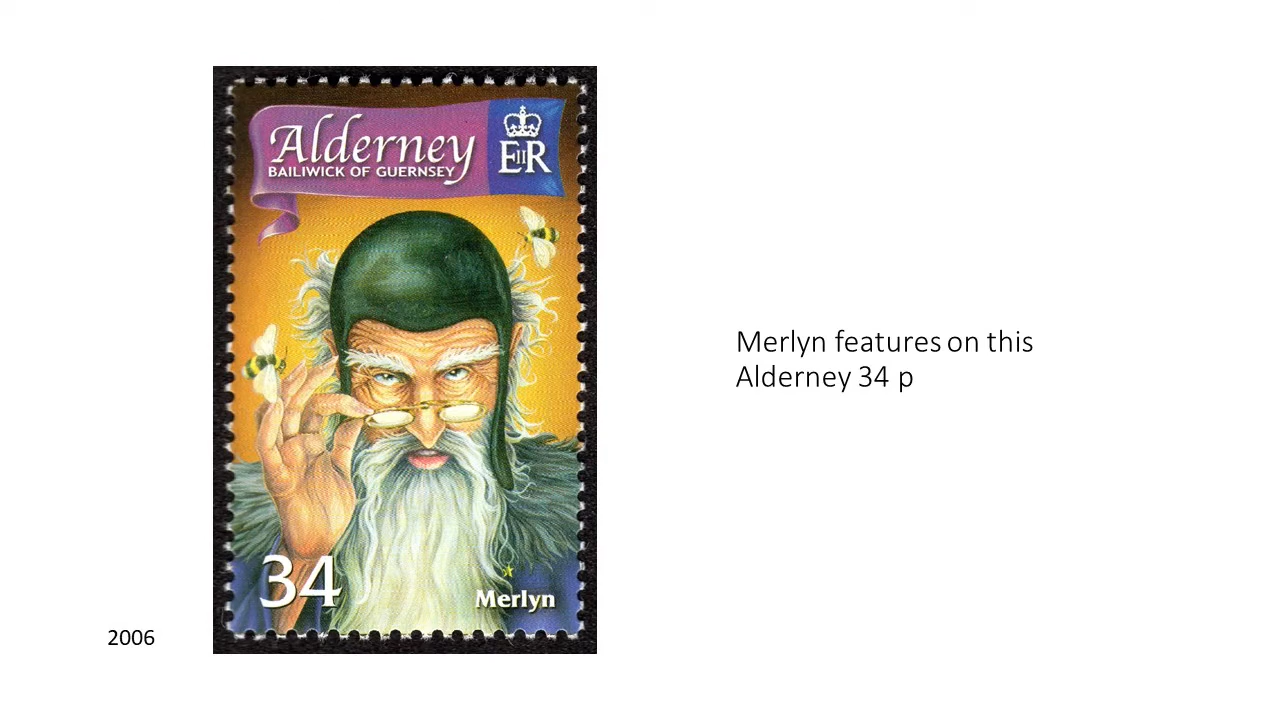 Alderney
BAILIWICK OF GUERNSEY
EIIR
34
Merlyn
Merlyn features on this
Alderney 34 p
2006